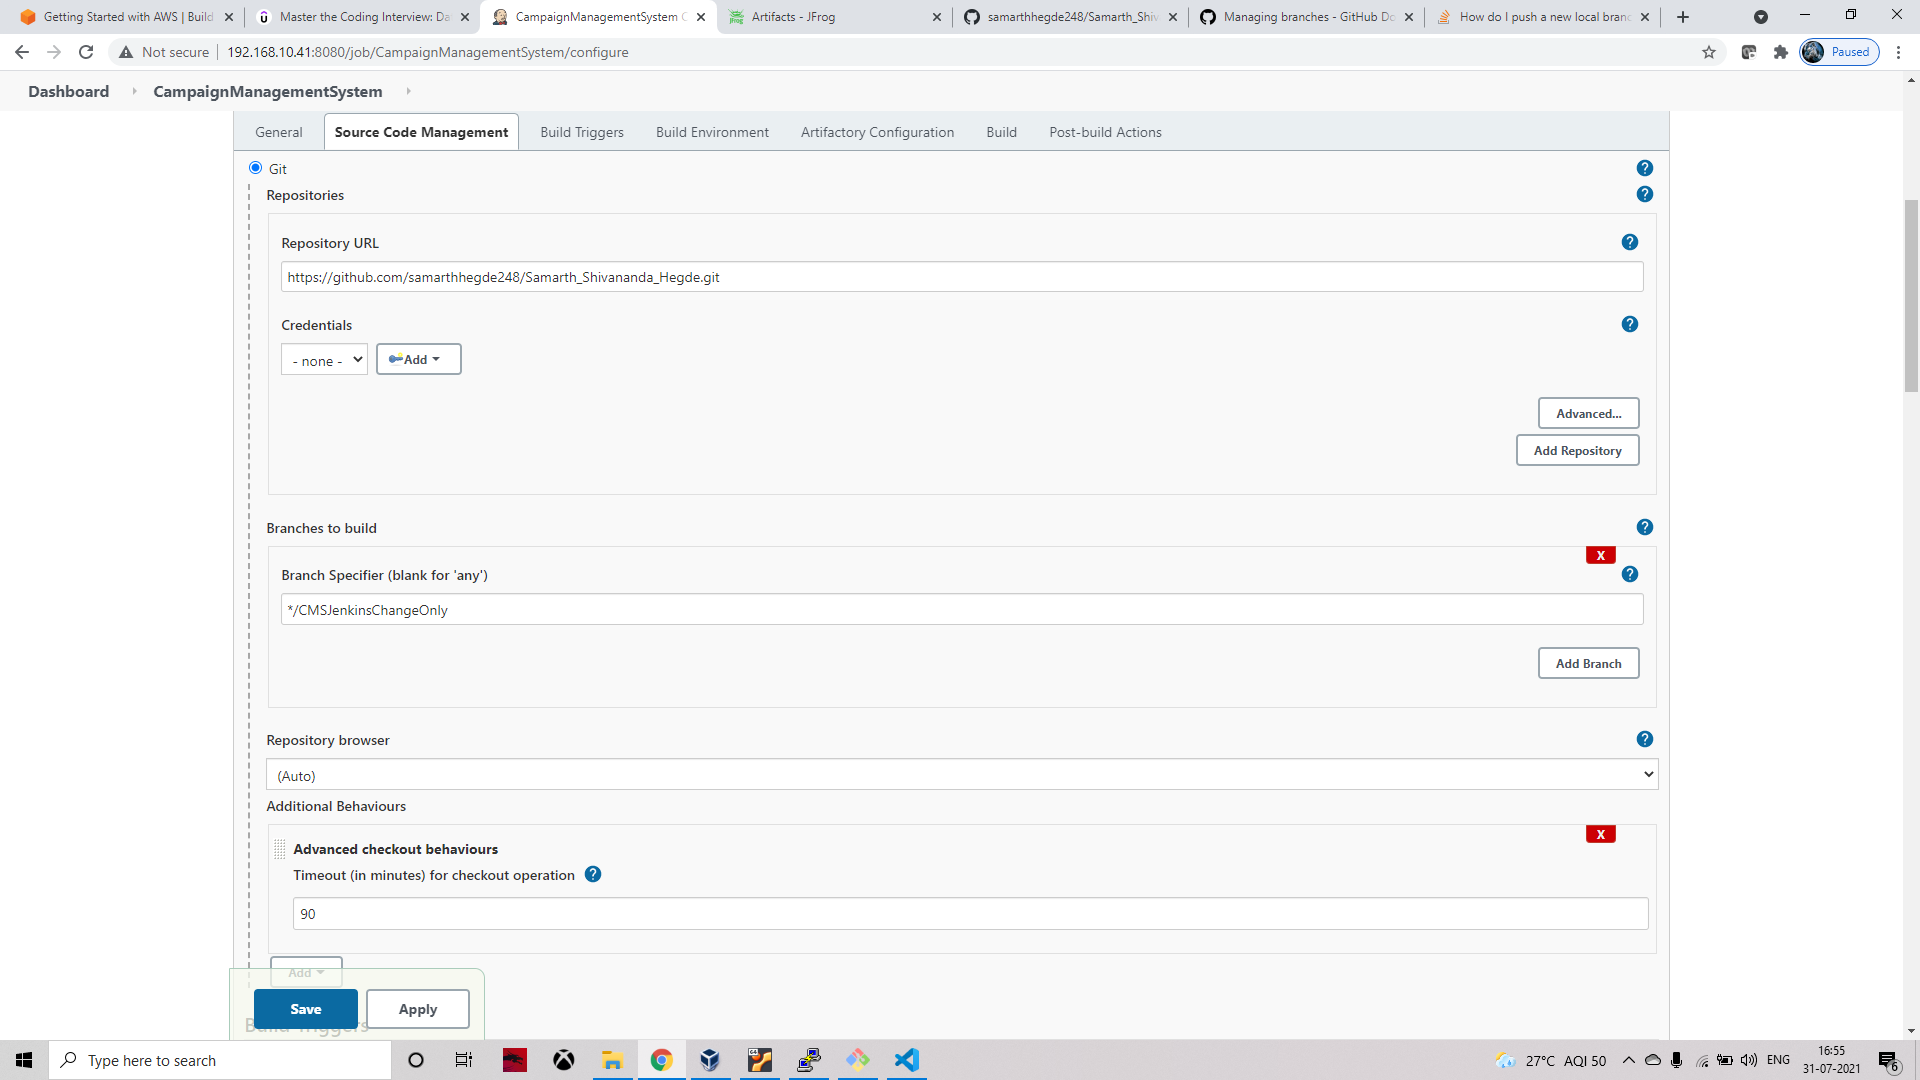 Getting Started with AWS | Build
Master the Coding Interview: Da
CampaignManagementSystem C
Artifacts - JFrog
samarthhegde248/Samarth_Shiv
Managing branches - GitHub Do
How do I push a new local branc
Not secure
192.168.10.41:8080/job/CampaignManagementSystem/configure
Paused
Dashboard
CampaignManagementSystem
General
Source Code Management
Build Triggers
Build Environment
Artifactory Configuration
Build
Post-build Actions
Git
Repositories
Repository URL
https://github.com/samarthhegde248/Samarth_Shivananda_Hegde.git
Credentials
- none -
Add
Advanced...
Add Repository
Branches to build
X
Branch Specifier (blank for 'any')
*/CMSJenkinsChangeOnly
Add Branch
Repository browser
(Auto)
Additional Behaviours
X
Advanced checkout behaviours
Timeout (in minutes) for checkout operation
90
Add
Save
Apply
Build Triggers
Type here to search
27°C AQI 50
ENG
16:55
31-07-2021
6